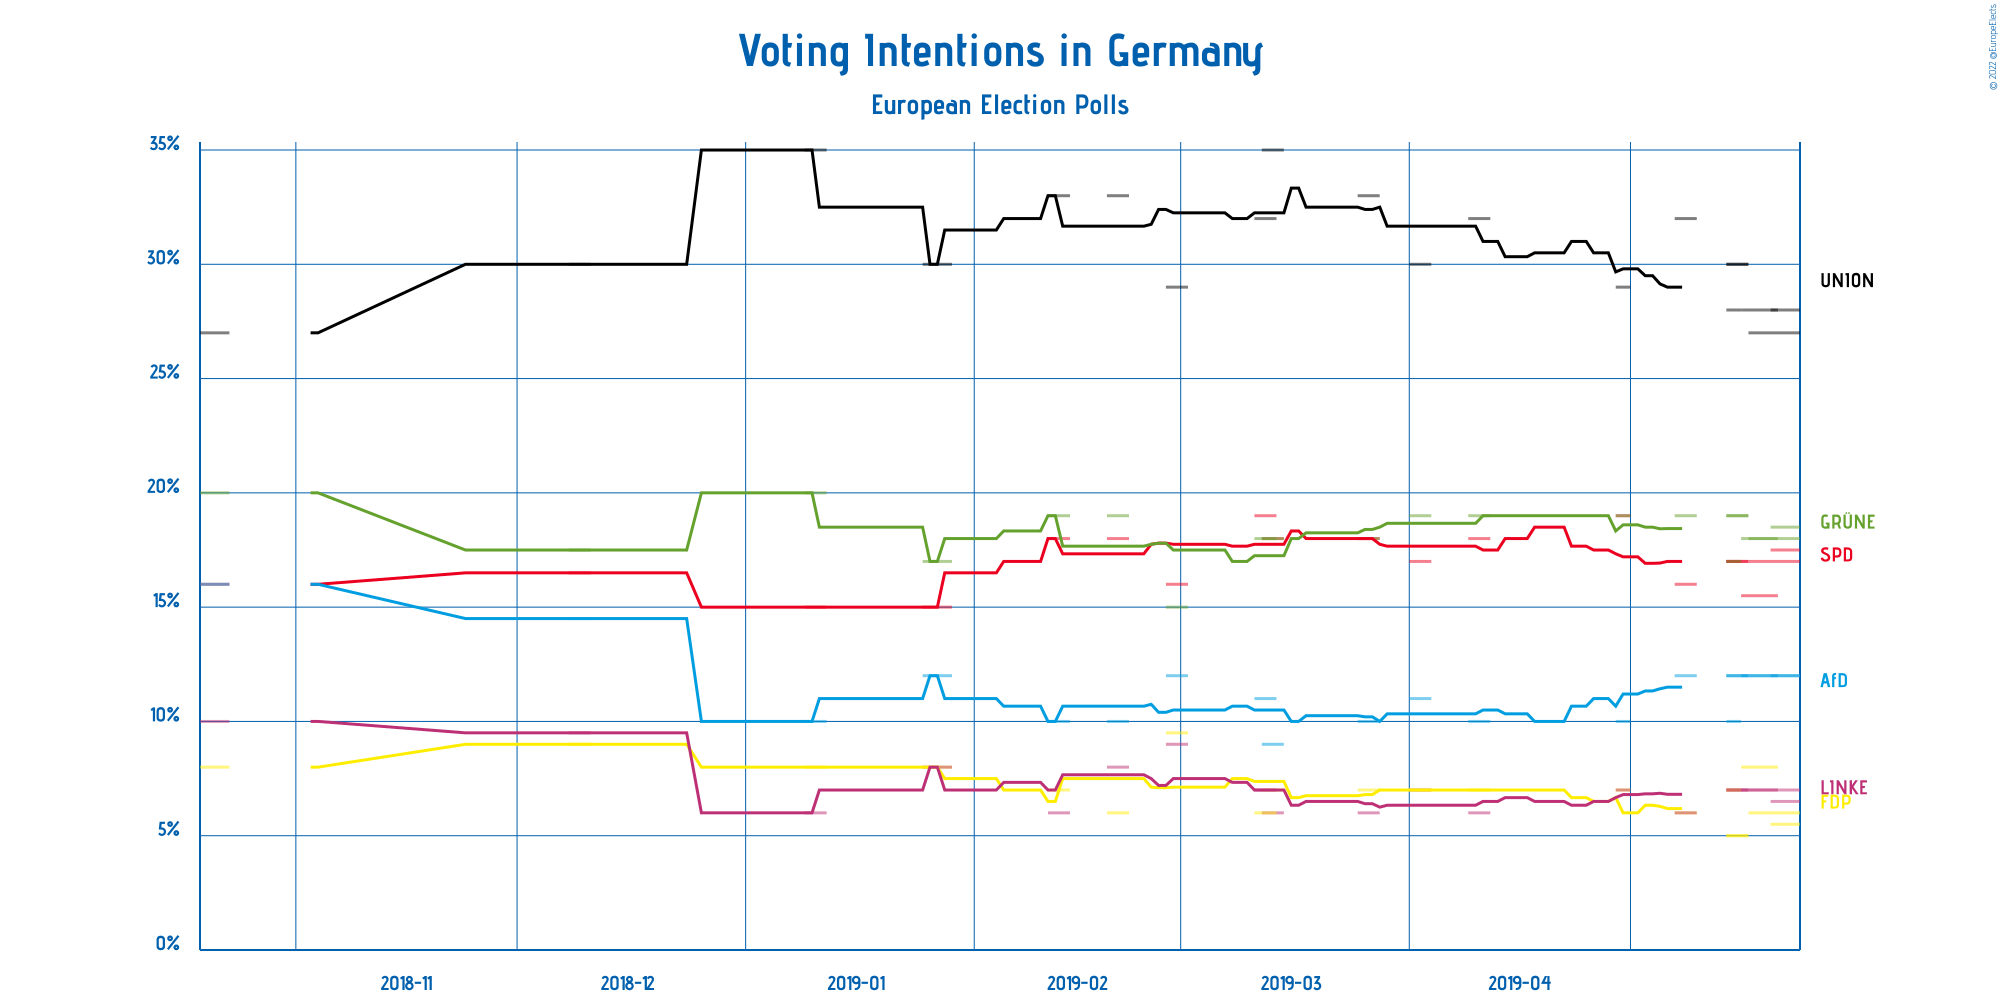 © 2022 @EuropeElects
Voting Intentions in Germany
European Election Polls
35%
30%
25%
20%
15%
10%
5%
0%
UNION
GRÜNE
SPD
AfD
LINKE
FDP
2018-11
2018-12
2019-01
2019-02
2019-03
2019-04